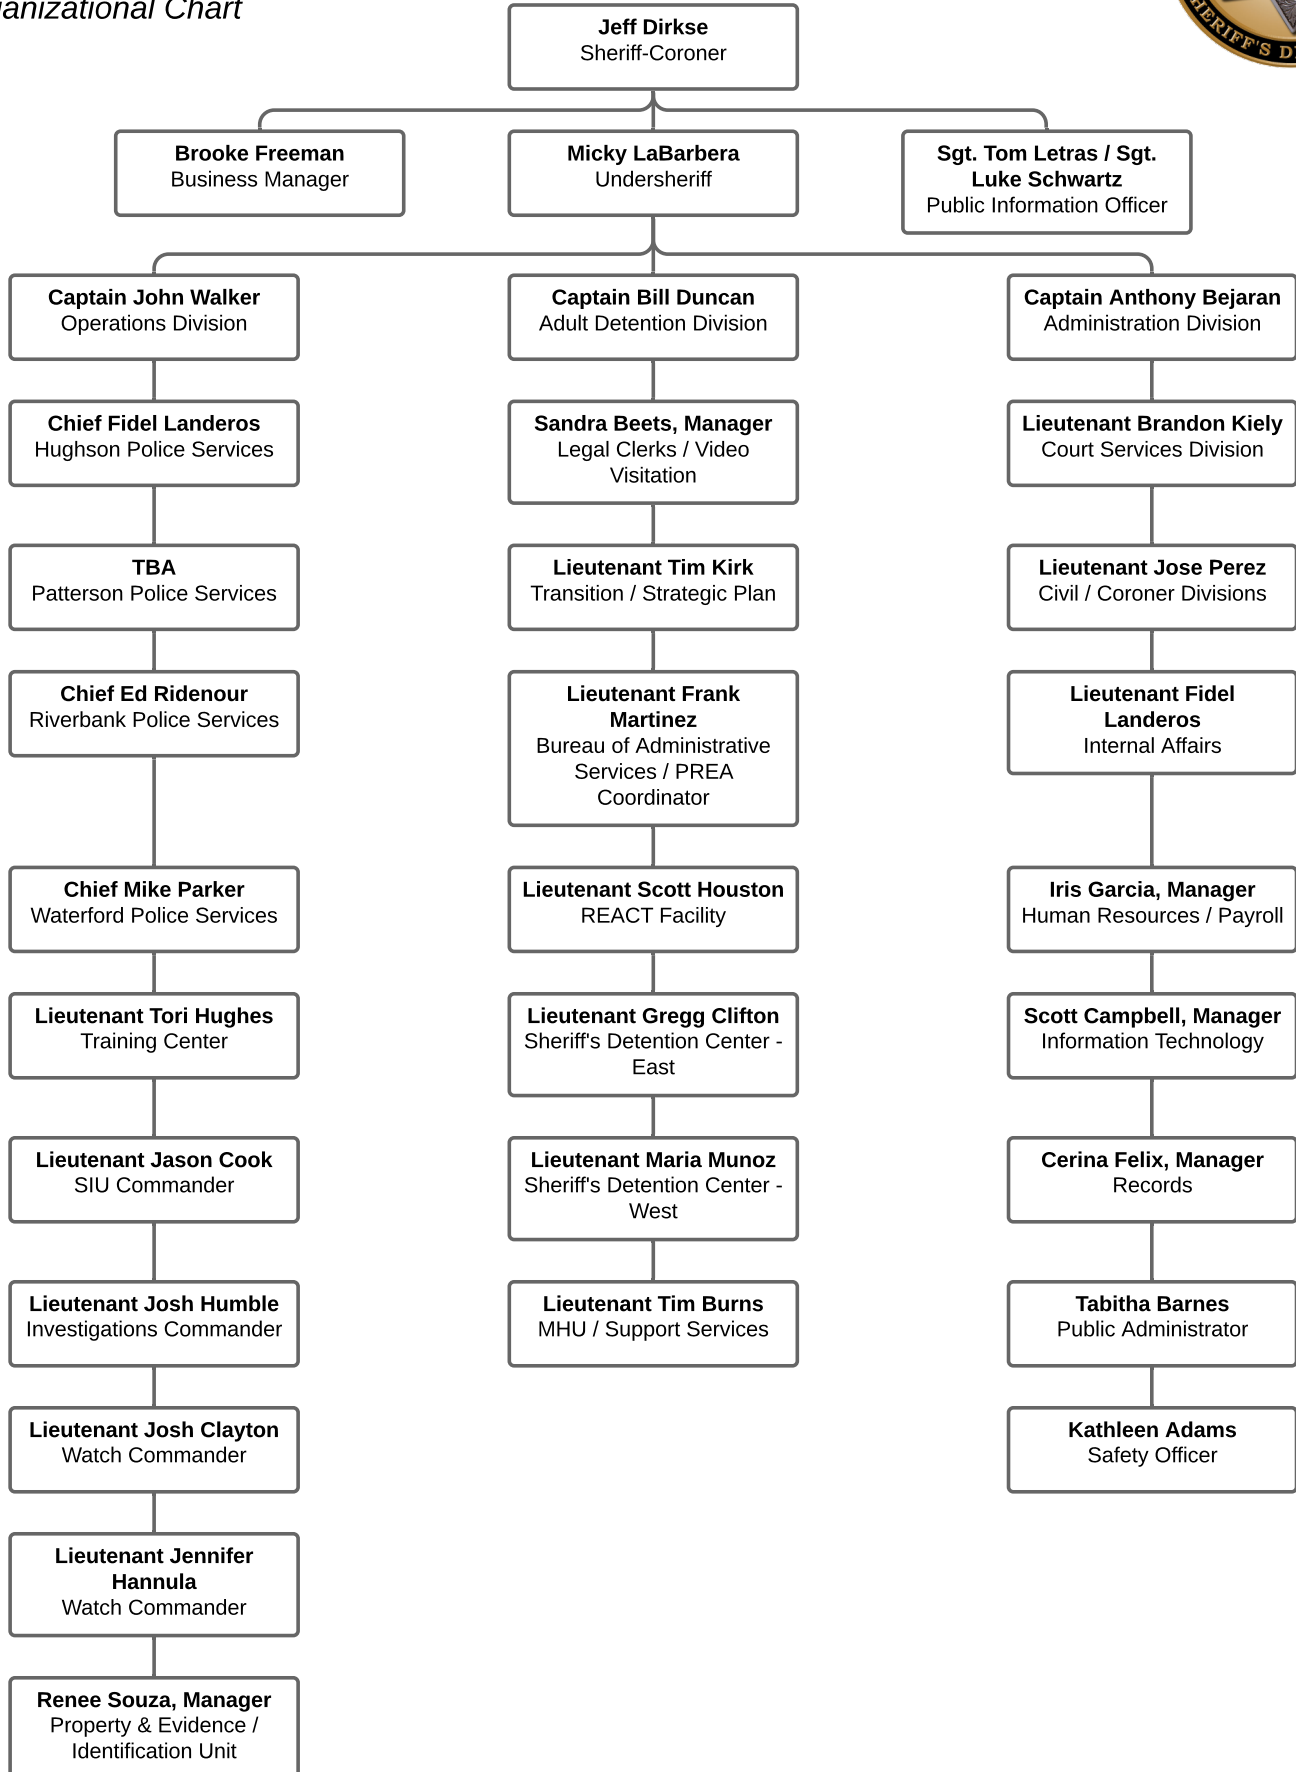 Organizational Chart
SHERIFF'S D
Jeff Dirkse
Sheriff-Coroner
Brooke Freeman
Business Manager
Micky LaBarbera
Undersheriff
Sgt. Tom Letras / Sgt.
Luke Schwartz
Public Information Officer
Captain John Walker
Operations Division
Captain Bill Duncan
Adult Detention Division
Captain Anthony Bejaran
Administration Division
Chief Fidel Landeros
Hughson Police Services
Sandra Beets, Manager
Legal Clerks / Video
Visitation
Lieutenant Brandon Kiely
Court Services Division
TBA
Patterson Police Services
Lieutenant Tim Kirk
Transition / Strategic Plan
Lieutenant Jose Perez
Civil / Coroner Divisions
Chief Ed Ridenour
Riverbank Police Services
Lieutenant Frank
Martinez
Bureau of Administrative
Services / PREA
Coordinator
Lieutenant Fidel
Landeros
Internal Affairs
Chief Mike Parker
Waterford Police Services
Lieutenant Scott Houston
REACT Facility
Iris Garcia, Manager
Human Resources / Payroll
Lieutenant Tori Hughes
Training Center
Lieutenant Gregg Clifton
Sheriff's Detention Center -
East
Scott Campbell, Manager
Information Technology
Lieutenant Jason Cook
SIU Commander
Lieutenant Maria Munoz
Sheriff's Detention Center -
West
Cerina Felix, Manager
Records
Lieutenant Josh Humble
Investigations Commander
Lieutenant Tim Burns
MHU / Support Services
Tabitha Barnes
Public Administrator
Lieutenant Josh Clayton
Watch Commander
Kathleen Adams
Safety Officer
Lieutenant Jennifer
Hannula
Watch Commander
Renee Souza, Manager
Property & Evidence /
Identification Unit